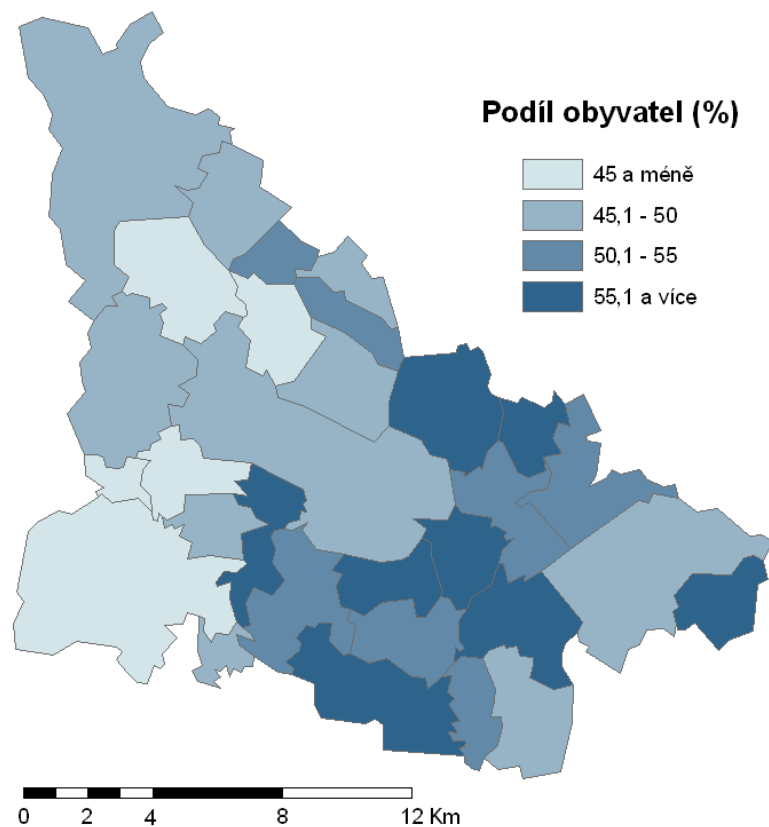 Podíl obyvatel (%)
45 a méně
45,1 - 50
50,1 - 55
55,1 a více
0 2 4 8 12 Km